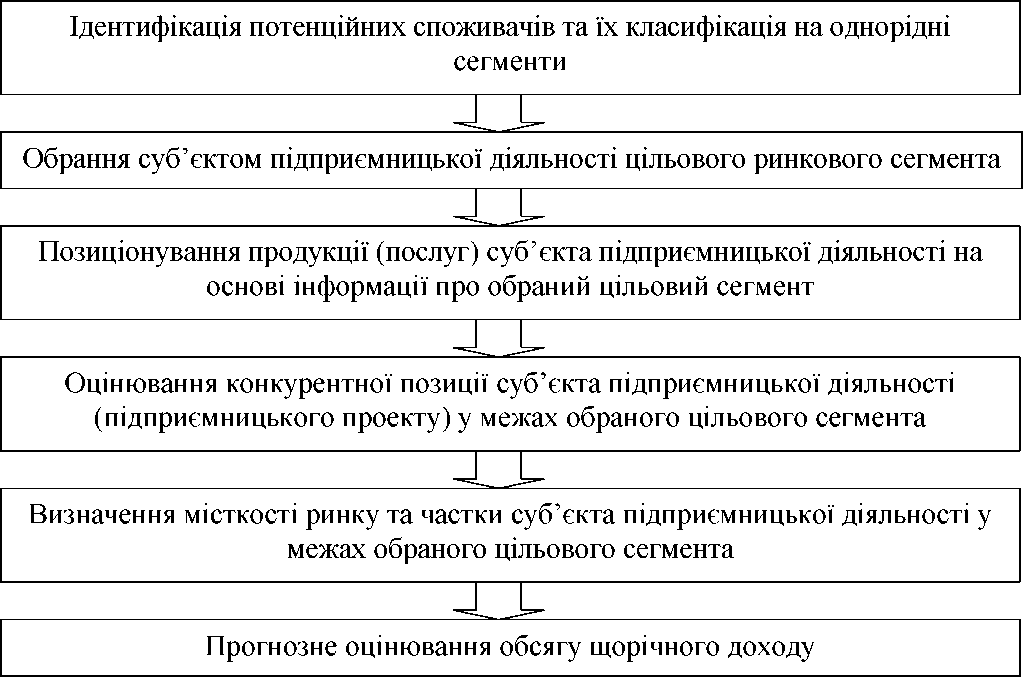 Ідентифікація потенційних споживачів та їх класифікація на однорідні
сегменти
Обрання суб’єктом підприємницької діяльності цільового ринкового сегмента
Позиціонування продукції (послуг) суб’єкта підприємницької діяльності на
основі інформації про обраний цільовий сегмент
Оцінювання конкурентної позиції суб’єкта підприємницької діяльності
(підприємницького проекту) у межах обраного цільового сегмента
Визначення місткості ринку та частки суб’єкта підприємницької діяльності у
межах обраного цільового сегмента
Прогнозне оцінювання обсягу щорічного доходу